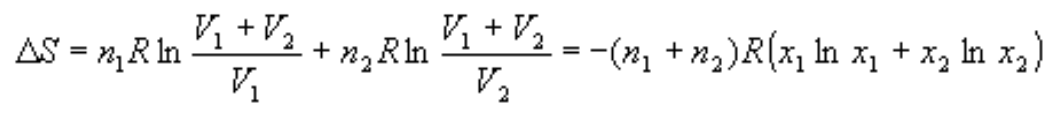 ΔS = n₁R ln (V₁ + V₂)/V₁ + n₂R ln (V₁ + V₂)/V₂ = −(n₁ + n₂)R(x₁ ln x₁ + x₂ ln x₂)